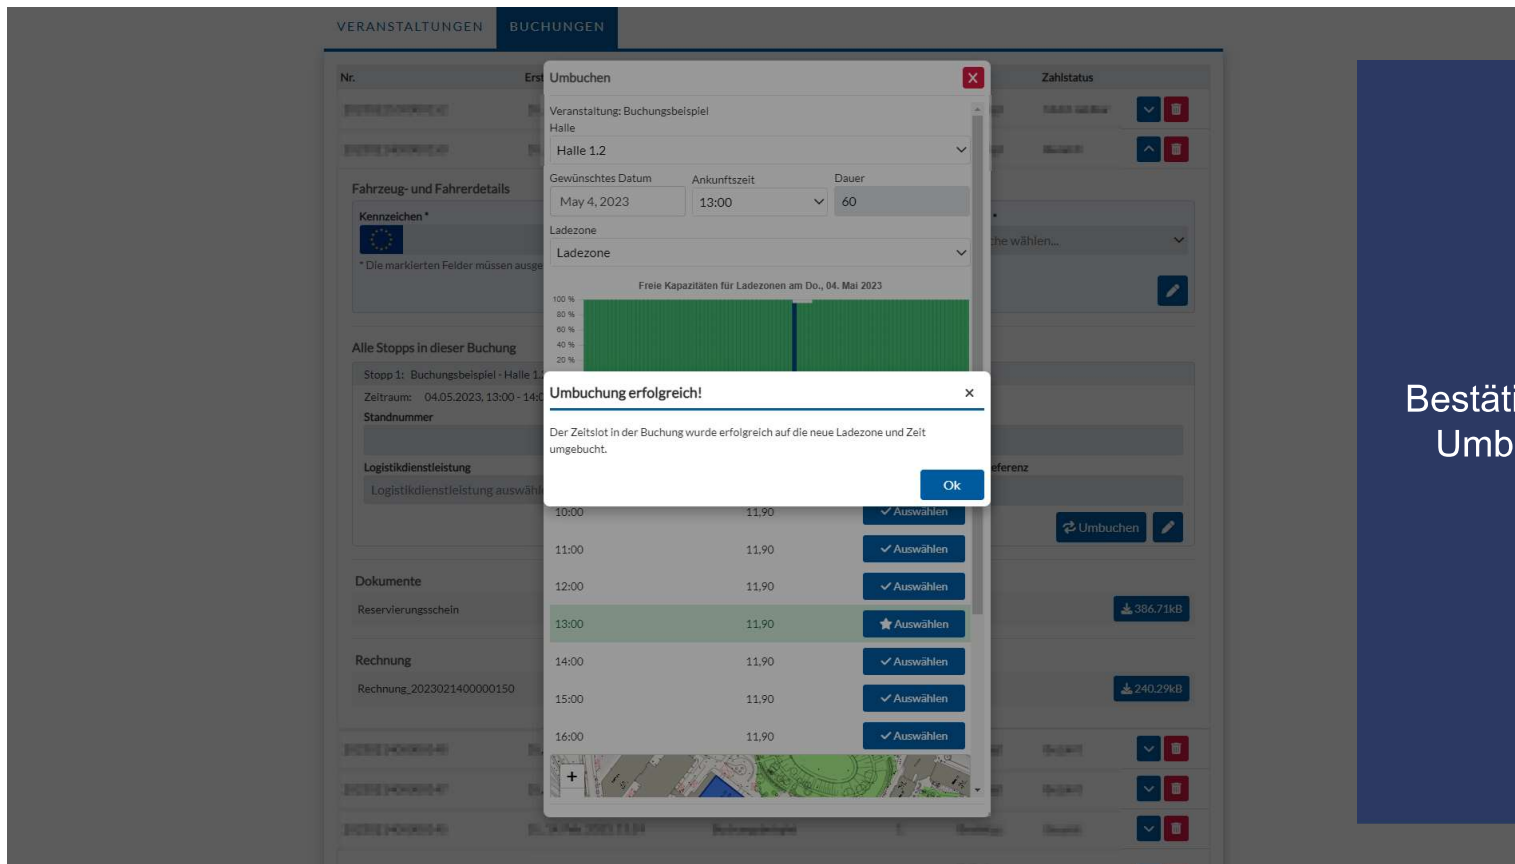 VERANSTALTUNGEN BUCHUNGEN
Nr. Erst Zahlstatus
Umbuchen
Veranstaltung: Buchungsbeispiel
Halle
Halle 1.2
Gewünschtes Datum Ankunftszeit Dauer
May 4, 2023 13:00 60
Ladezone
Ladezone
Freie Kapazitäten für Ladezonen am Do., 04. Mai 2023
100 %
80 %
60 %
40 %
20 %
Fahrzeug- und Fahrerdetails
Kennzeichen *
* Die markierten Felder müssen ausge
che wählen...
Alle Stopps in dieser Buchung
Stopp 1: Buchungsbeispiel - Halle 1.
Zeitraum: 04.05.2023, 13:00 - 14:0
Standnummer
Logistikdienstleistung
Logistikdienstleistung auswähl
eferenz
Umbuchen
Umbuchung erfolgreich! ×
Der Zeitslot in der Buchung wurde erfolgreich auf die neue Ladezone und Zeit
umgebucht.
Ok
10:00 11,90 Auswählen
11:00 11,90 Auswählen
12:00 11,90 Auswählen
13:00 11,90 Auswählen
14:00 11,90 Auswählen
15:00 11,90 Auswählen
16:00 11,90 Auswählen
+
Dokumente
Reservierungsschein 386.71kB
Rechnung
Rechnung_2023021400000150 240.29kB
Bestäti
Umb